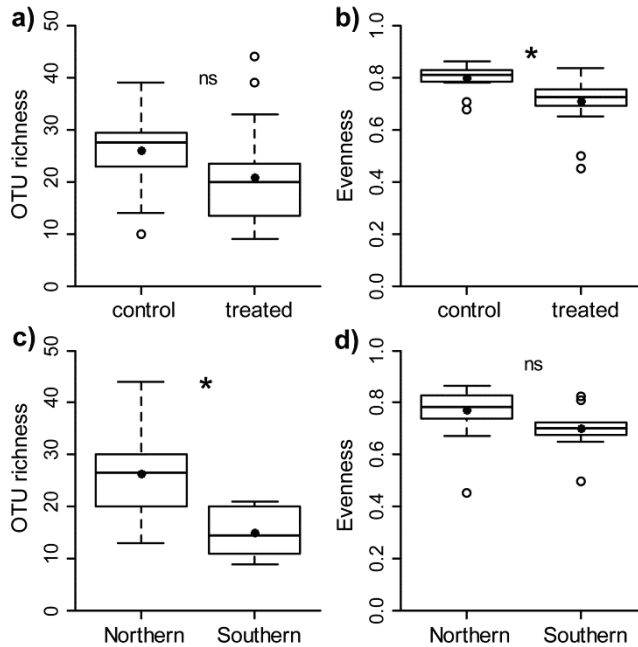 a)
OTU richness
0 10 20 30 40 50
ns
control treated
b)
Evenness
0.0 0.2 0.4 0.6 0.8 1.0
*
control treated
c)
OTU richness
0 10 20 30 40 50
*
Northern Southern
d)
Evenness
0.0 0.2 0.4 0.6 0.8 1.0
ns
Northern Southern